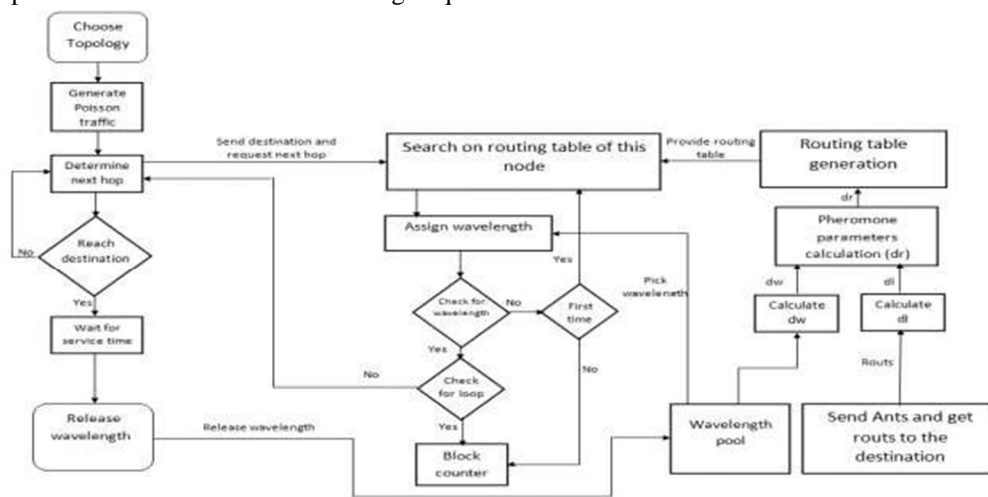 Choose
Topology
Generate
Poisson
traffic
Determine
next hop
Reach
destination
No
Yes
Wait for
service time
Release
wavelength
Send destination and
request next hop
Search on routing table of this
node
Assign wavelength
Check for
wavelength
No
First
time
Yes
Yes
Check
for loop
No
No
Yes
Block
counter
Release wavelength
Provide routing
table
Routing table
generation
dr
Pheromone
parameters
calculation (dr)
dw
dl
Calculate
dw
Calculate
dl
Pick
Routs
Wavelength
pool
Send Ants and get
routs to the
destination